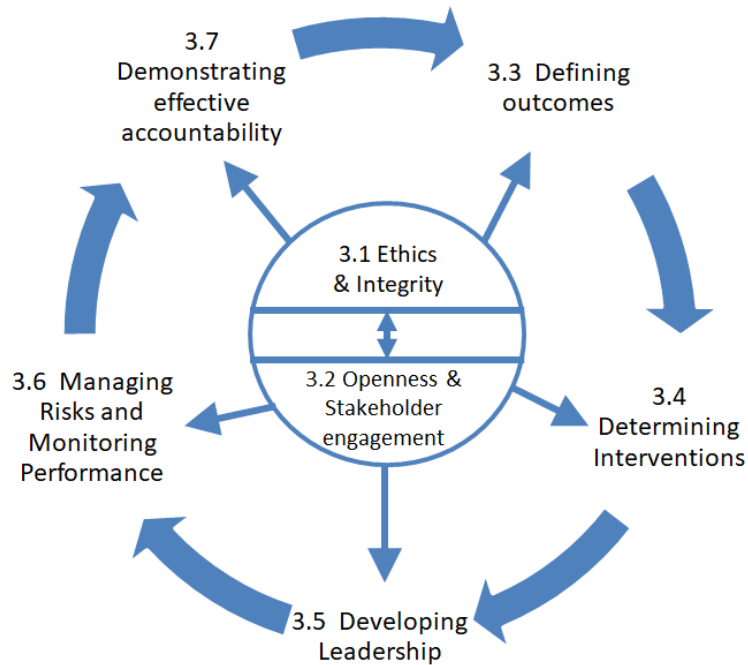 3.7
Demonstrating
effective
accountability
3.3 Defining
outcomes
3.1 Ethics
& Integrity
3.2 Openness &
Stakeholder
engagement
3.4
Determining
Interventions
3.6 Managing
Risks and
Monitoring
Performance
3.5 Developing
Leadership